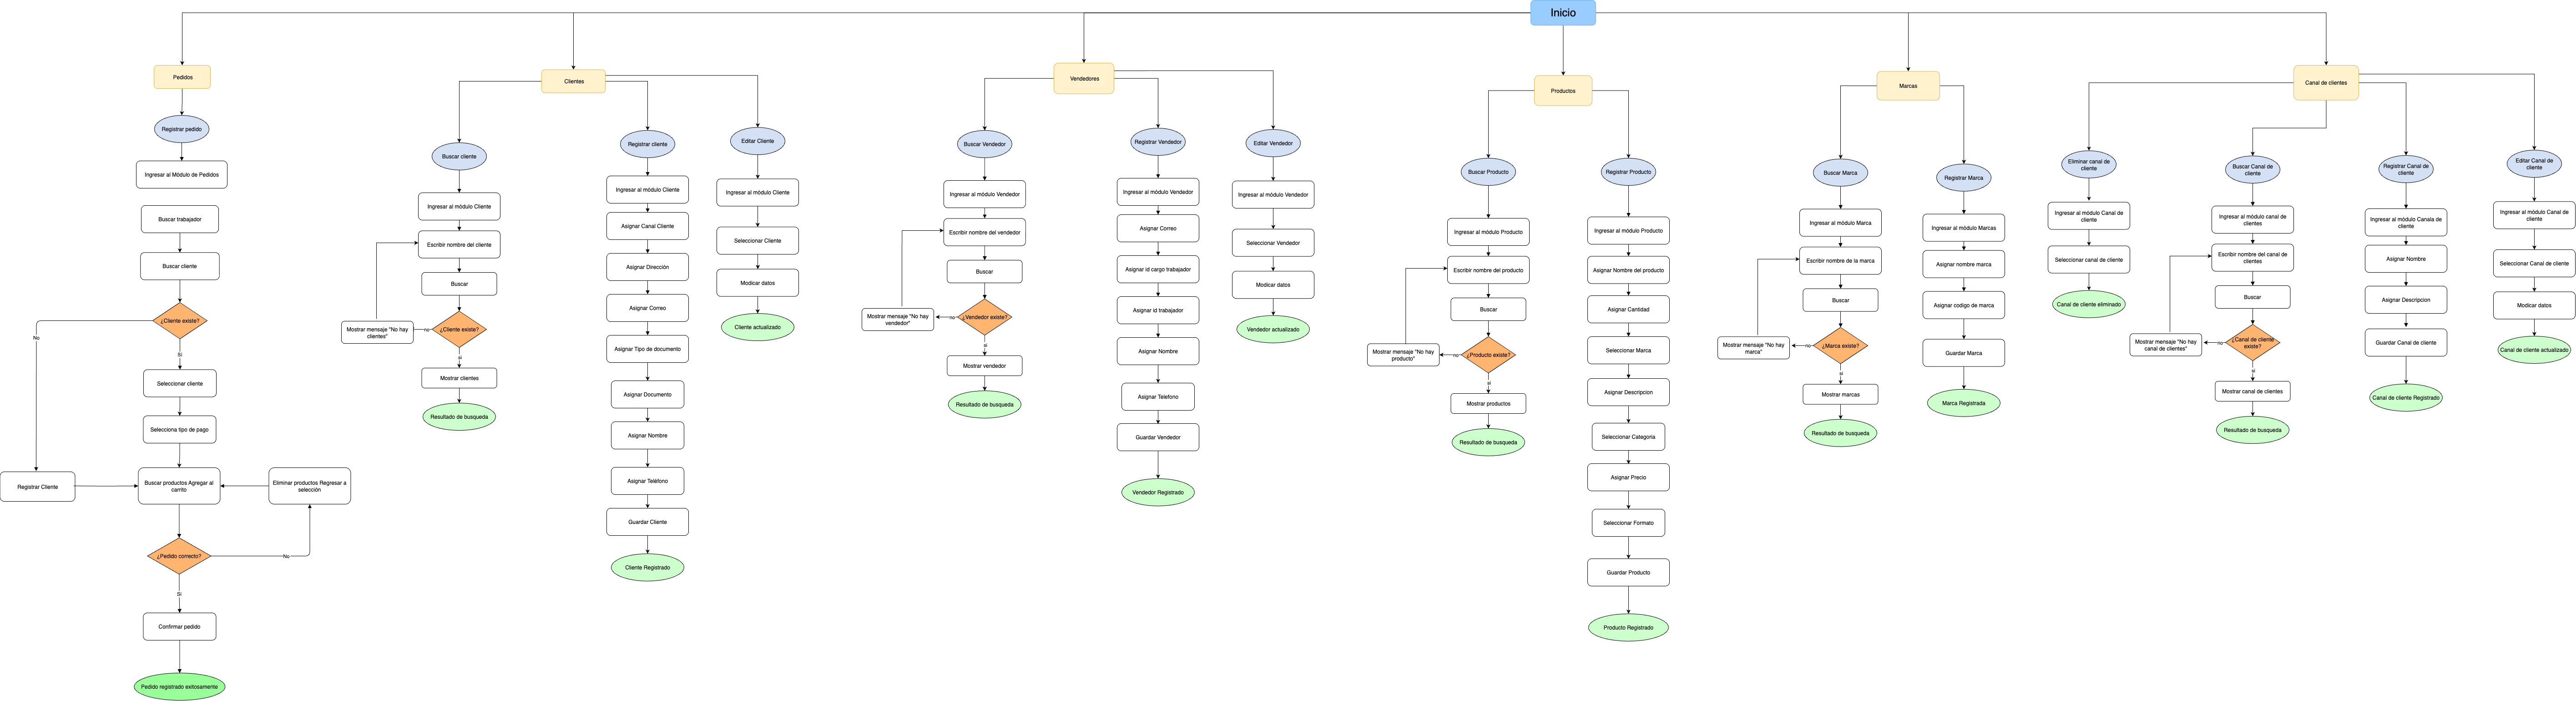 Inicio
Pedidos
Registrar pedido
Ingresar al Módulo de Pedidos
Buscar trabajador
Buscar cliente
¿Cliente existe?
No
Si
Seleccionar cliente
Selecciona tipo de pago
Registrar Cliente
Buscar productos Agregar al
carrito
Eliminar productos Regresar a
selección
¿Pedido correcto?
No
Si
Confirmar pedido
Pedido registrado exitosamente
Clientes
Buscar cliente
Ingresar al módulo Cliente
Escribir nombre del cliente
Buscar
¿Cliente existe?
no
Mostrar mensaje "No hay
clientes"
si
Mostrar clientes
Resultado de busqueda
Registrar cliente
Ingresar al módulo Cliente
Asignar Canal Cliente
Asignar Dirección
Asignar Correo
Asignar Tipo de documento
Asignar Documento
Asignar Nombre
Asignar Teléfono
Guardar Cliente
Cliente Registrado
Editar Cliente
Ingresar al módulo Cliente
Seleccionar Cliente
Modicar datos
Cliente actualizado
Vendedores
Buscar Vendedor
Ingresar al módulo Vendedor
Escribir nombre del vendedor
Buscar
¿Vendedor existe?
no
Mostrar mensaje "No hay
vendedor"
si
Mostrar vendedor
Resultado de busqueda
Registrar Vendedor
Ingresar al módulo Vendedor
Asignar Correo
Asignar id cargo trabajador
Asignar id trabajador
Asignar Nombre
Asignar Telefono
Guardar Vendedor
Vendedor Registrado
Editar Vendedor
Ingresar al módulo Vendedor
Seleccionar Vendedor
Modicar datos
Vendedor actualizado
Productos
Buscar Producto
Ingresar al módulo Producto
Escribir nombre del producto
Buscar
¿Producto existe?
no
Mostrar mensaje "No hay
producto"
si
Mostrar productos
Resultado de busqueda
Registrar Producto
Ingresar al módulo Producto
Asignar Nombre del producto
Asignar Cantidad
Seleccionar Marca
Asignar Descripcion
Seleccionar Categoria
Asignar Precio
Seleccionar Formato
Guardar Producto
Producto Registrado
Marcas
Buscar Marca
Ingresar al módulo Marca
Escribir nombre de la marca
Buscar
¿Marca existe?
no
Mostrar mensaje "No hay
marca"
si
Mostrar marcas
Resultado de busqueda
Registrar Marca
Ingresar al módulo Marcas
Asignar nombre marca
Asignar codigo de marca
Guardar Marca
Marca Registrada
Canal de clientes
Eliminar canal de
cliente
Ingresar al módulo Canal de
cliente
Seleccionar canal de cliente
Canal de cliente eliminado
Buscar Canal de
cliente
Ingresar al módulo canal de
clientes
Escribir nombre del canal de
clientes
Buscar
¿Canal de cliente
existe?
no
Mostrar mensaje "No hay
canal de clientes"
si
Mostrar canal de clientes
Resultado de busqueda
Registrar Canal de
cliente
Ingresar al módulo Canala de
cliente
Asignar Nombre
Asignar Descripcion
Guardar Canal de cliente
Canal de cliente Registrado
Editar Canal de
cliente
Ingresar al módulo Canal de
cliente
Seleccionar Canal de cliente
Modicar datos
Canal de cliente actualizado